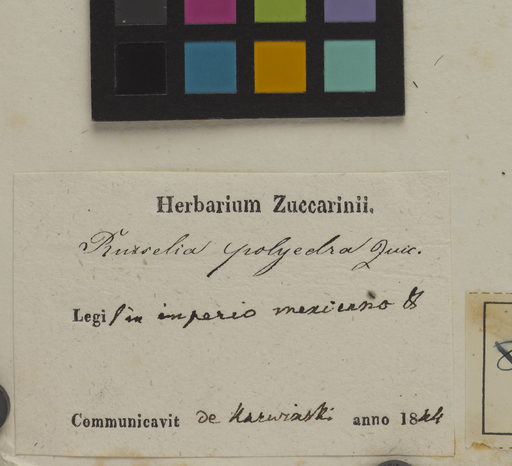 Herbarium Zuccarinii.
Russelia polyedra Zucc.
Legi in imperio mexicano
Communicavit de Karwinski anno 1844